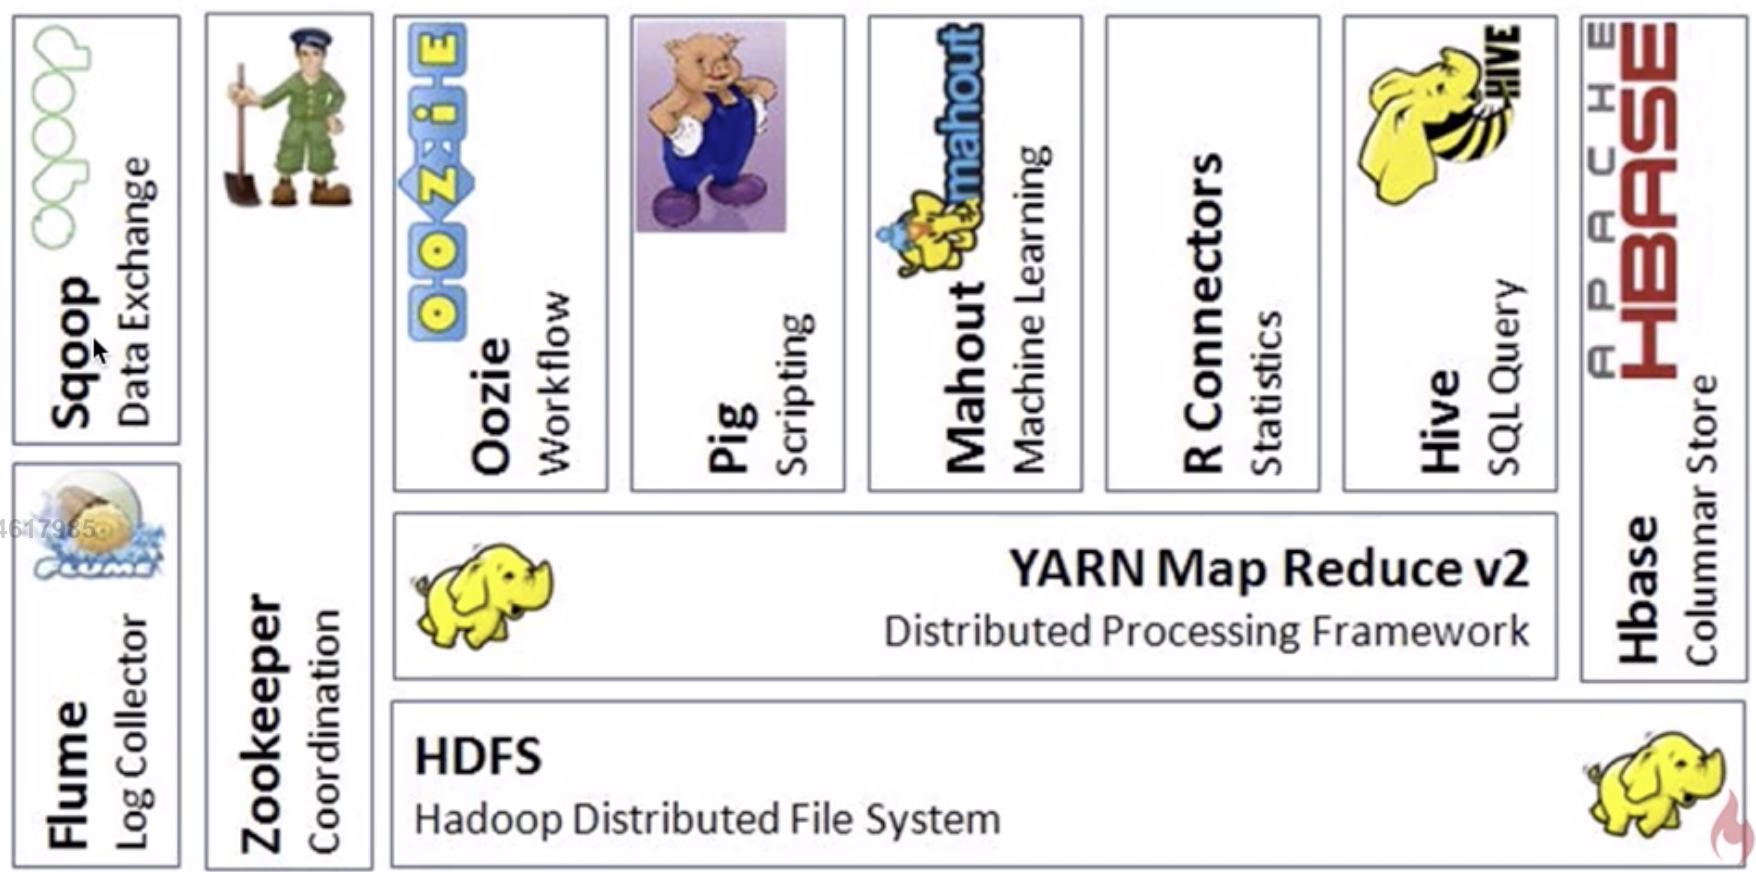 sqoop
Sqoop
Data Exchange
FLUME
4617985
Flume
Log Collector
Zookeeper
Coordination
OOZiE
Oozie
Workflow
Pig
Scripting
mahout
Mahout
Machine Learning
R Connectors
Statistics
HIVE
Hive
SQL Query
APACHE
HBASE
Hbase
Columnar Store
YARN Map Reduce v2
Distributed Processing Framework
HDFS
Hadoop Distributed File System